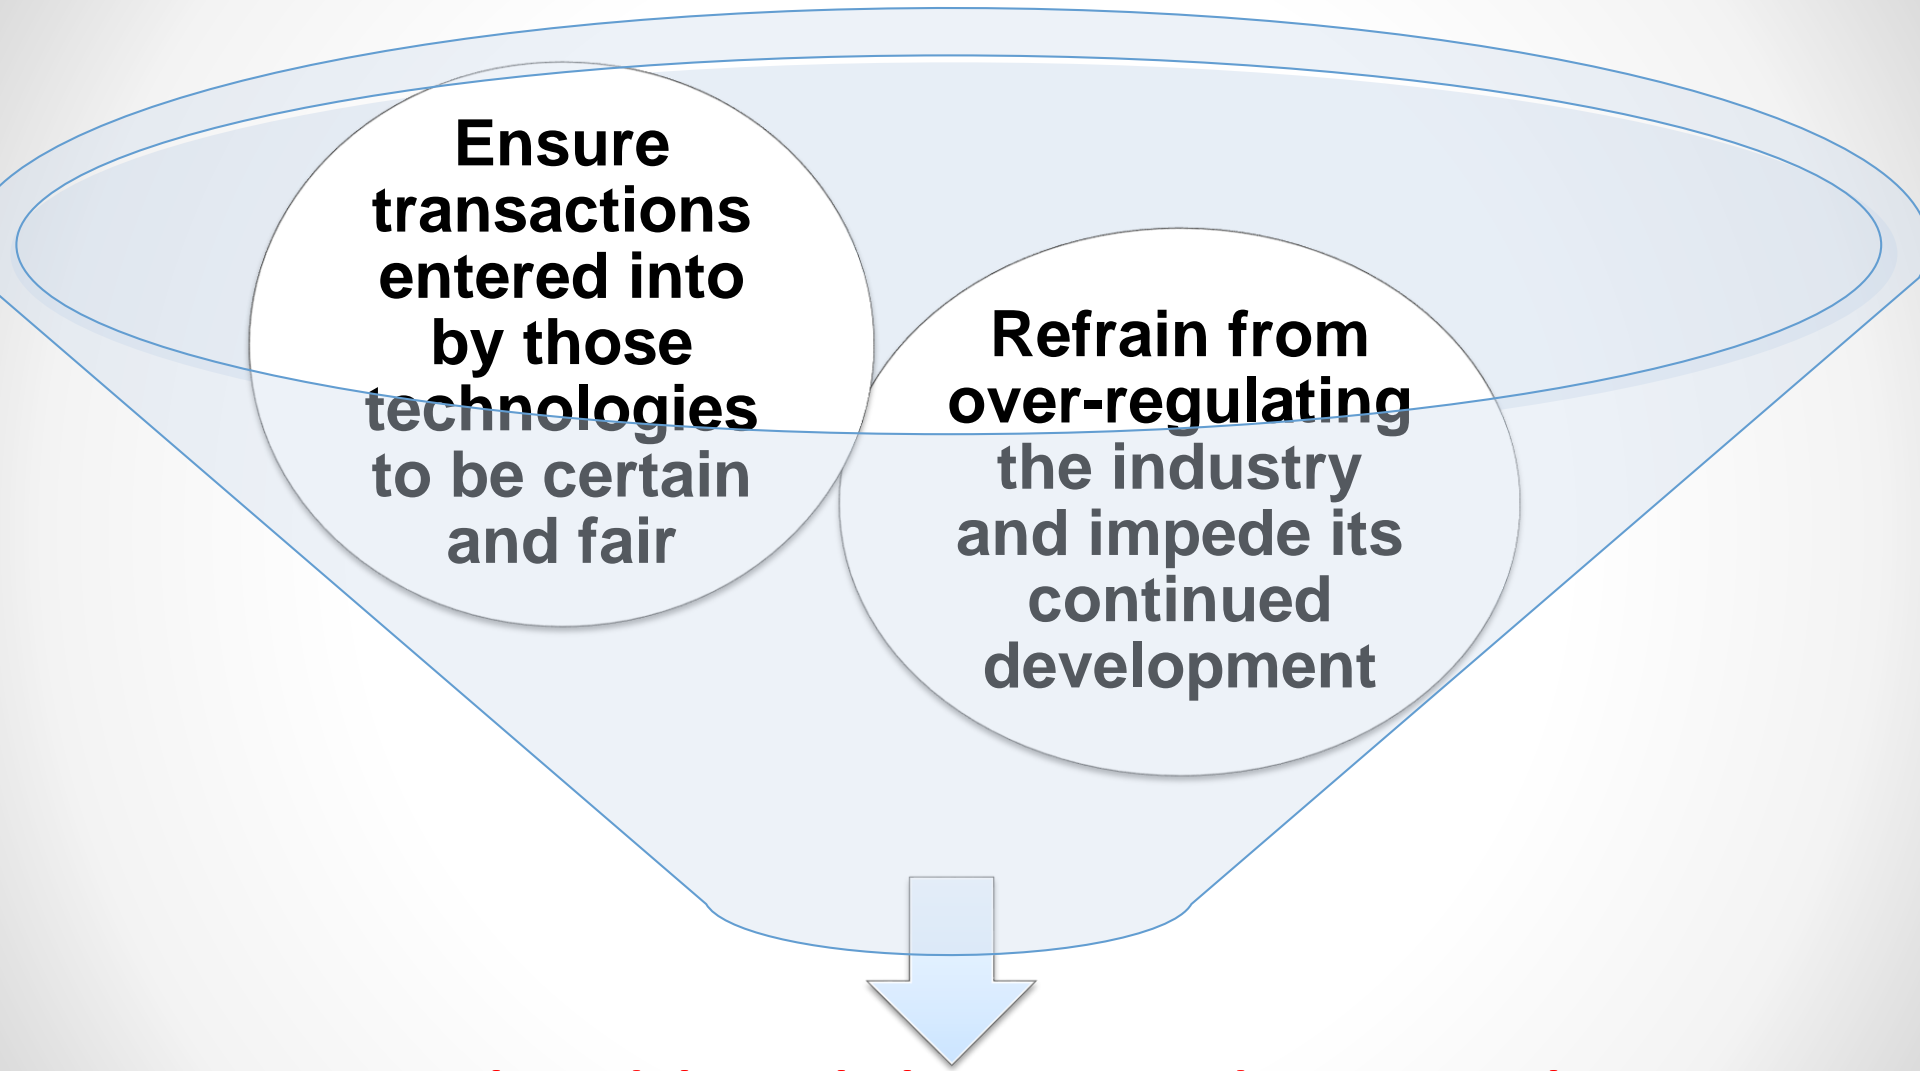 Ensure
transactions
entered into
by those
technologies
to be certain
and fair
Refrain from
over-regulating
the industry
and impede its
continued
development